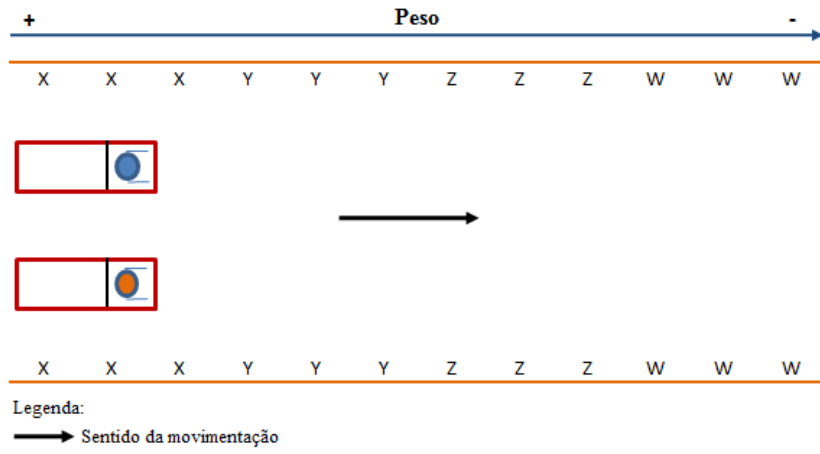 + Peso -
X X X Y Y Y Z Z Z W W W
X X X Y Y Y Z Z Z W W W
Legenda:
Sentido da movimentação